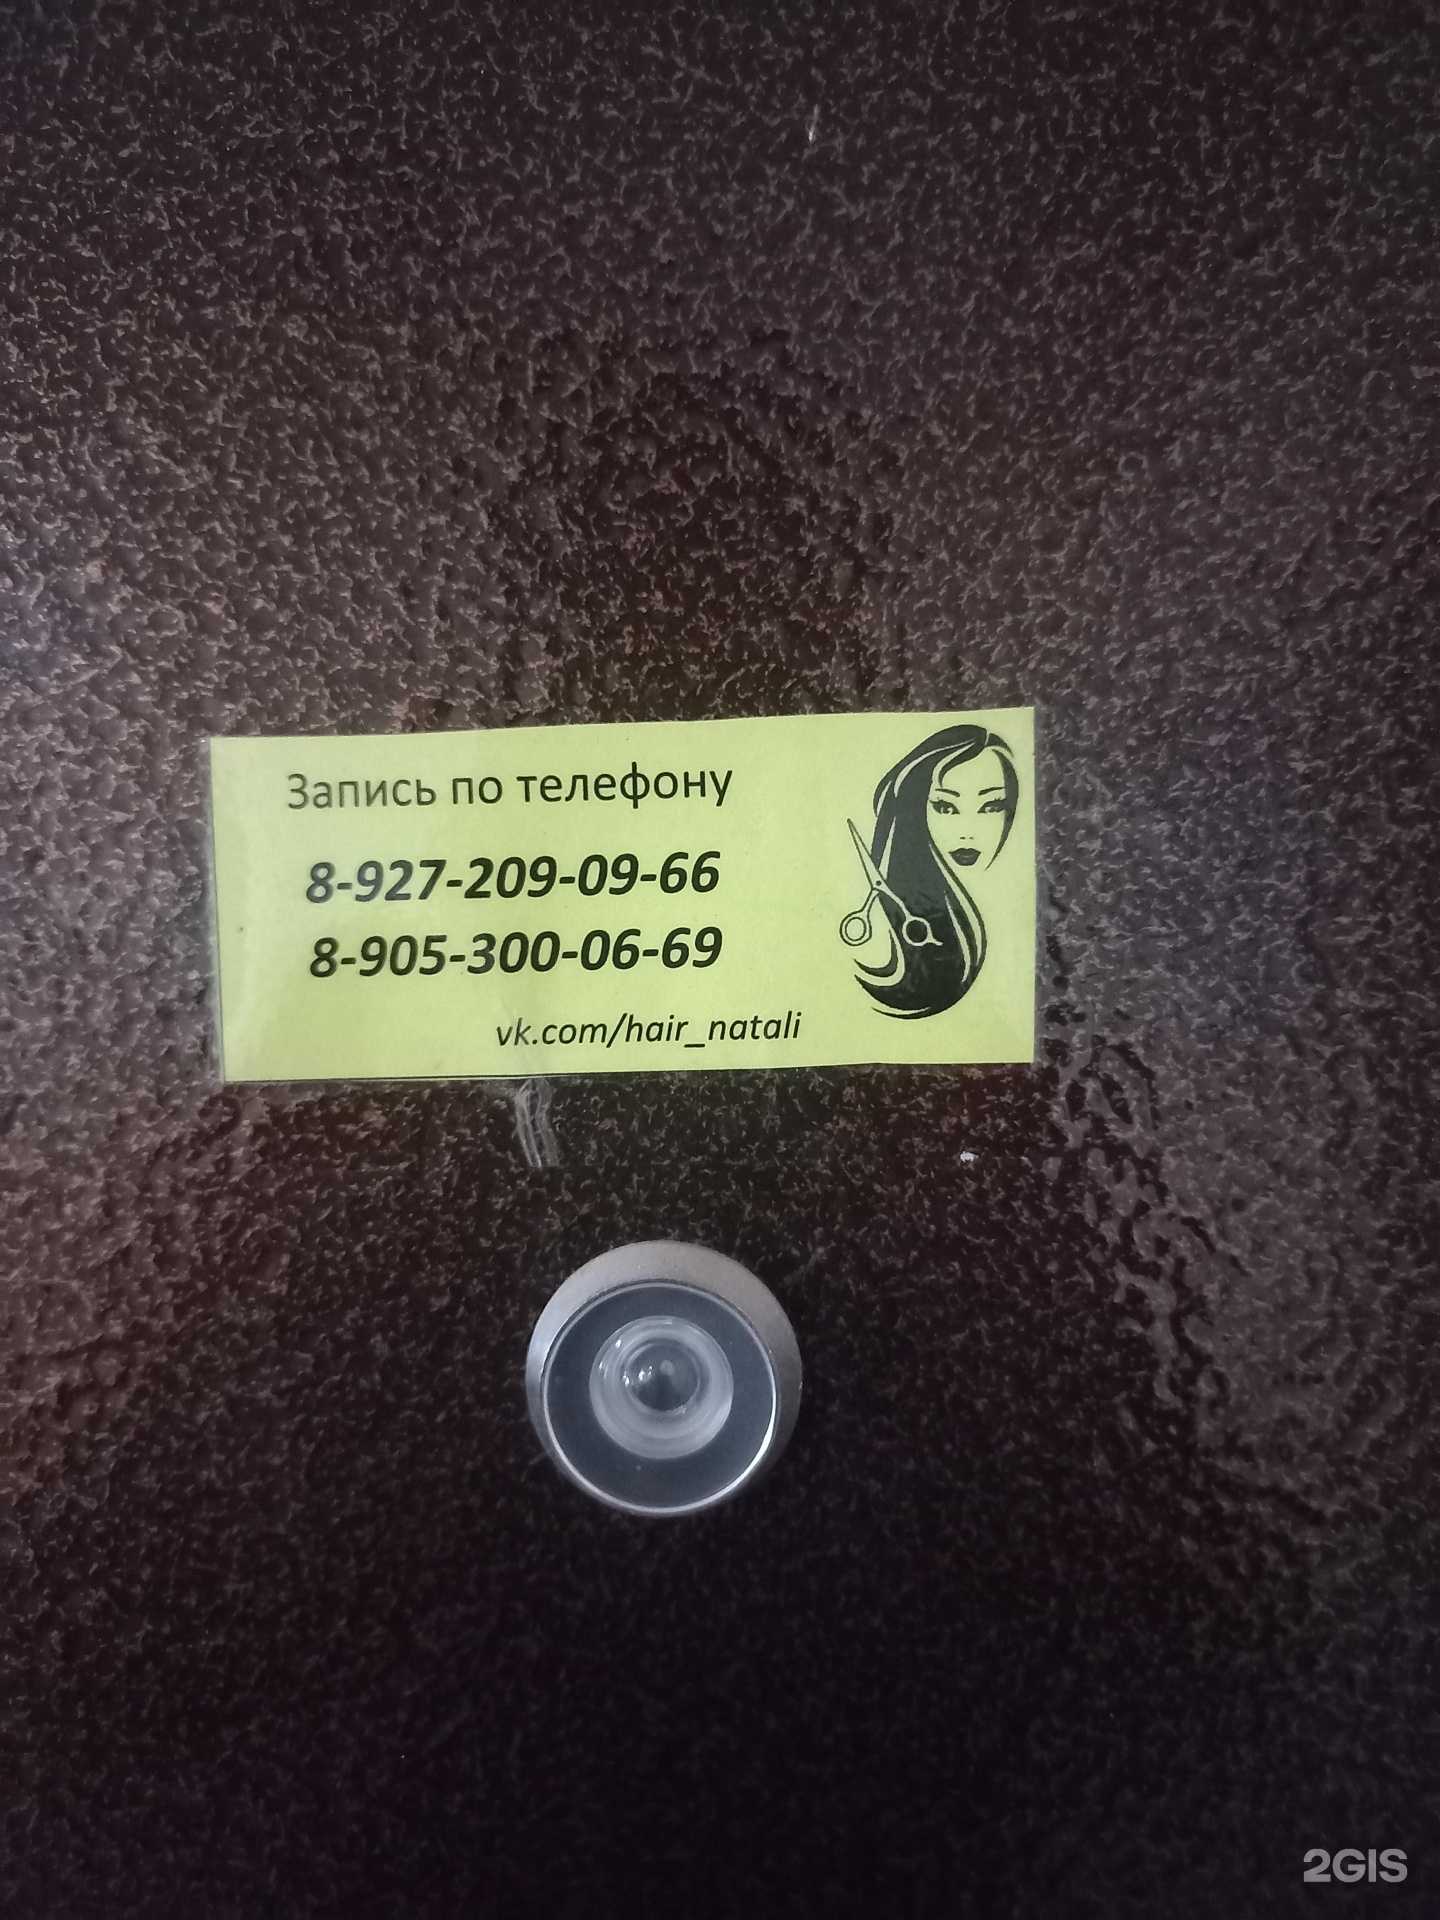 Запись по телефону
8-927-209-09-66
8-905-300-06-69
vk.com/hair_natali
2GIS